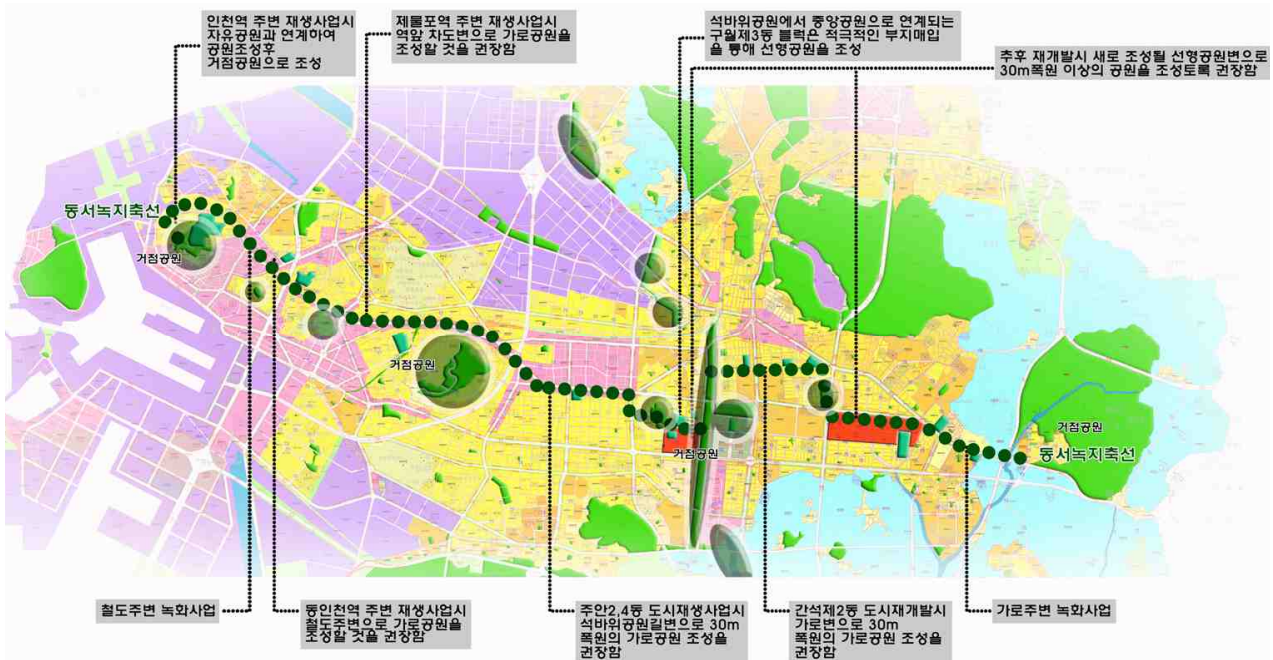 인천역 주변 재생사업시
자유공원과 연계하여
공원조성후
거점공원으로 조성
제물포역 주변 재생사업시
역앞 차도변으로 가로공원을
조성할 것을 권장함
석바위공원에서 중앙공원으로 연계되는
구월제3동 블럭은 적극적인 부지매입
을 통해 선형공원을 조성
추후 재개발시 새로 조성될 선형공원변으로
30m폭원 이상의 공원을 조성토록 권장함
동서녹지축선
거점공원
거점공원
거점공원
거점공원
동서녹지축선
철도주변 녹화사업
동인천역 주변 재생사업시
철도주변으로 가로공원을
조성할 것을 권장함
주안2,4동 도시재생사업시
석바위공원길변으로 30m
폭원의 가로공원 조성을
권장함
간석제2동 도시재개발시
가로변으로 30m
폭원의 가로공원 조성을
권장함
가로주변 녹화사업